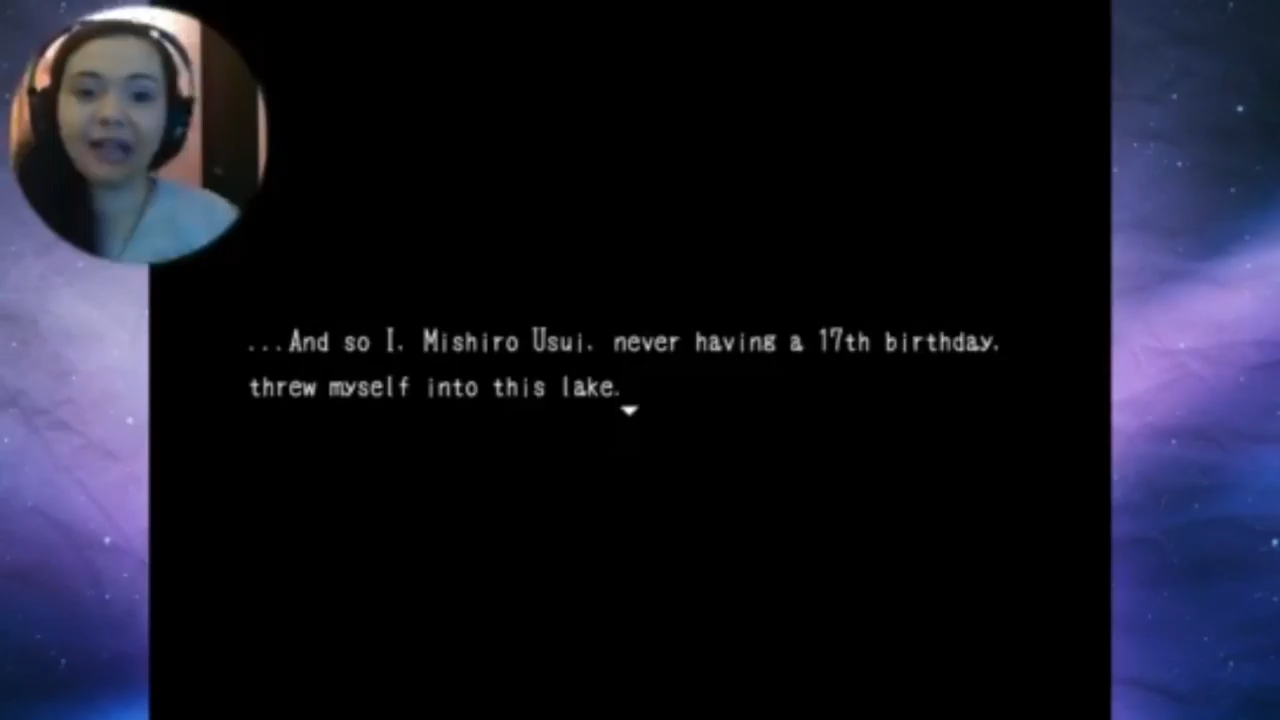 ...And so I, Mishiro Usui, never having a 17th birthday,
threw myself into this lake.